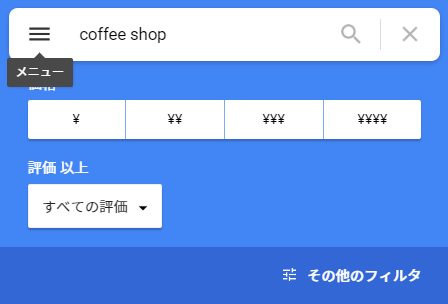 coffee shop
メニュー
¥
¥¥
¥¥¥
¥¥¥¥
評価 以上
すべての評価
その他のフィルタ